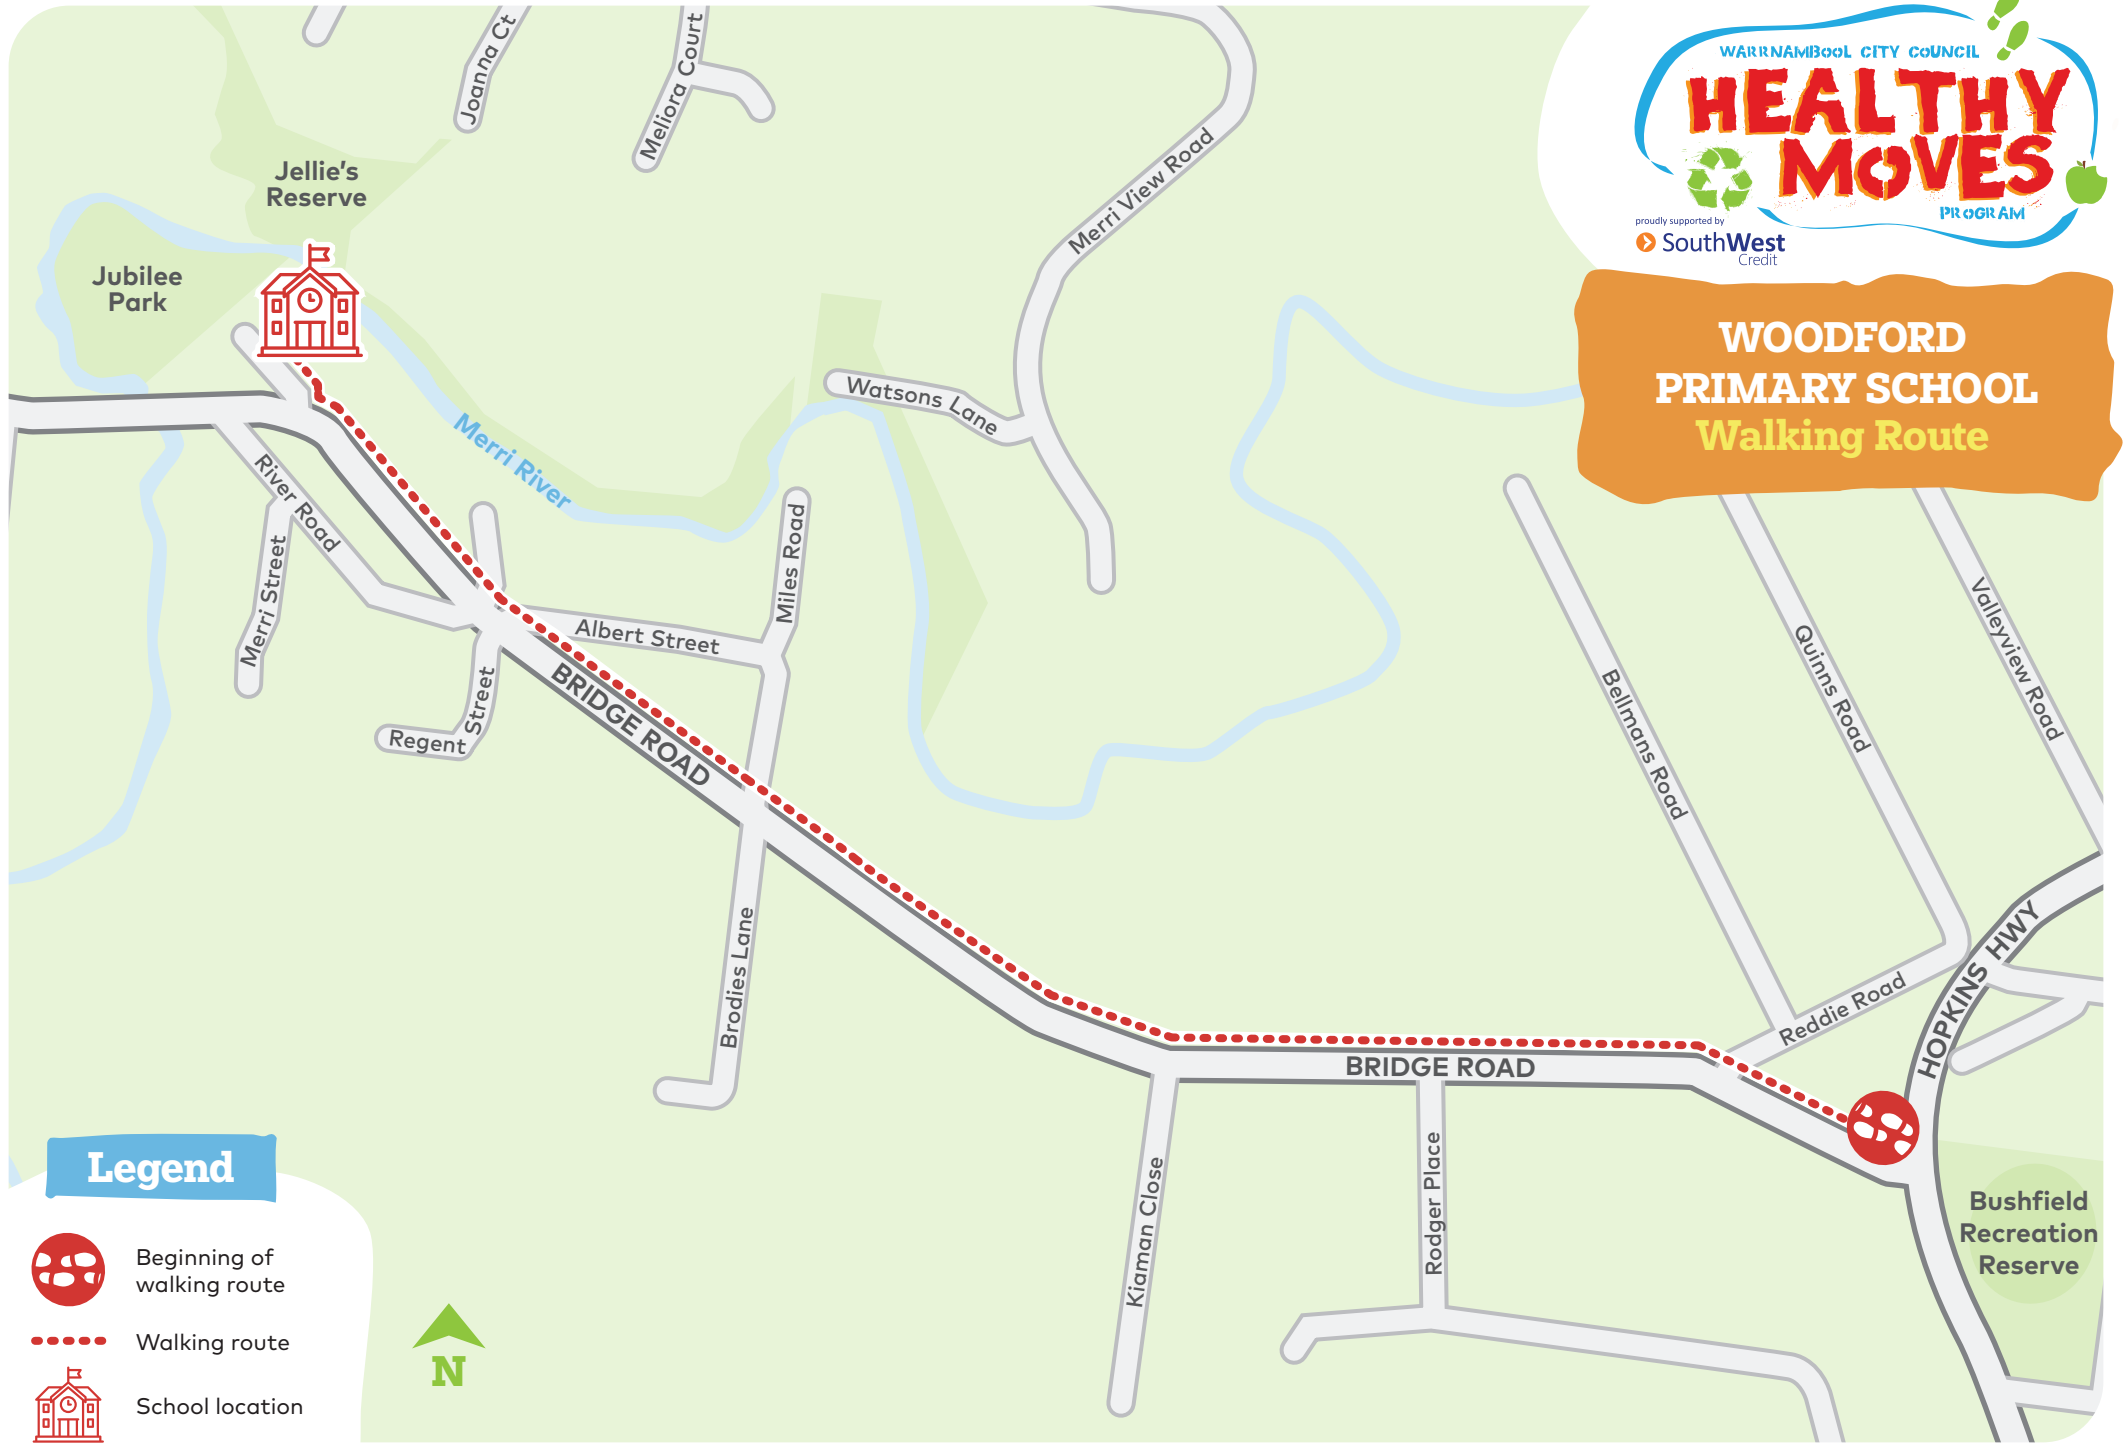 WARRNAMBOOL CITY COUNCIL
HEALTHY
MOVES
PROGRAM
proudly supported by
SouthWest
Credit
WOODFORD
PRIMARY SCHOOL
Walking Route
Joanna Ct
Meliora Court
Merri View Road
Jellie's
Reserve
Jubilee
Park
Merri River
Watsons Lane
River Road
Merri Street
Miles Road
Albert Street
Regent Street
BRIDGE ROAD
Brodies Lane
Bellmans Road
Quinns Road
Valleyview Road
Reddie Road
HOPKINS HWY
BRIDGE ROAD
Kiaman Close
Rodger Place
Bushfield
Recreation
Reserve
Legend
Beginning of
walking route
Walking route
School location
N